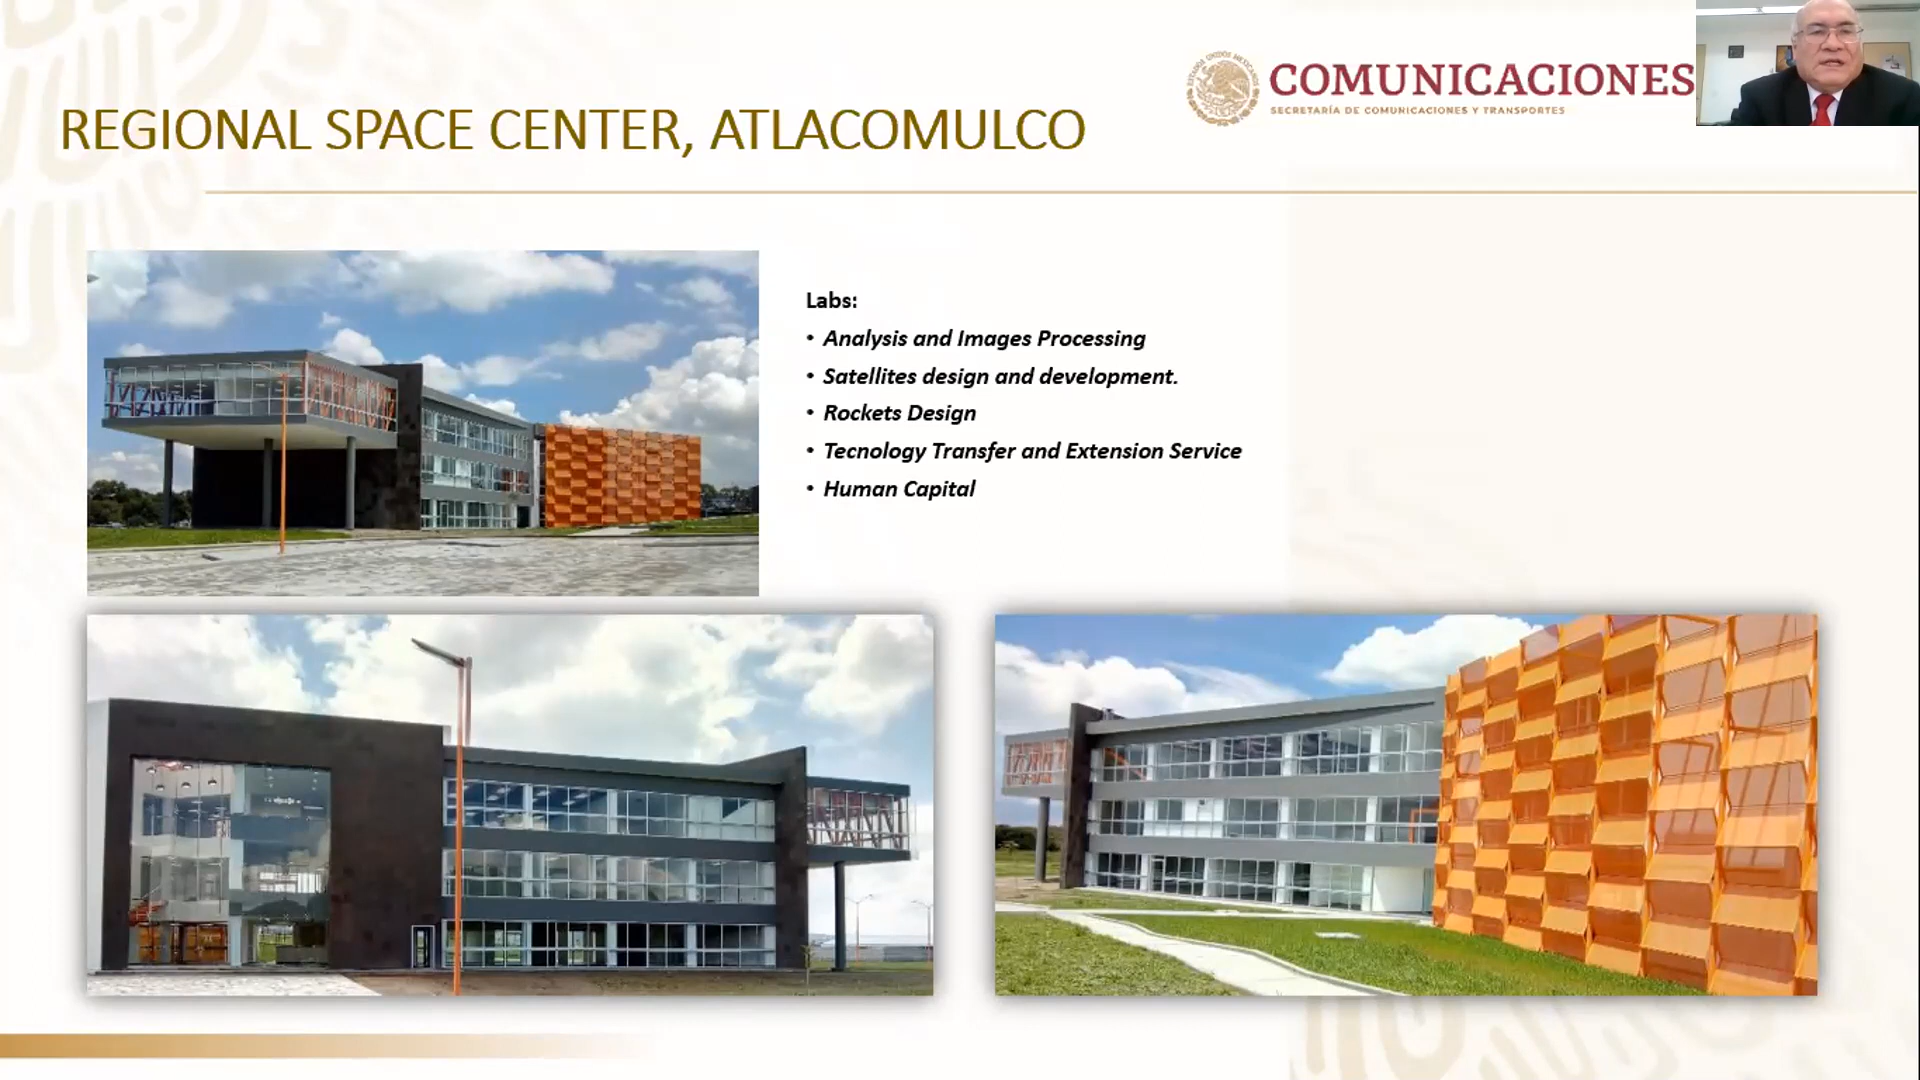 COMUNICACIONES
SECRETARÍA DE COMUNICACIONES Y TRANSPORTES
REGIONAL SPACE CENTER, ATLACOMULCO
Labs:
• Analysis and Images Processing
• Satellites design and development.
• Rockets Design
• Tecnology Transfer and Extension Service
• Human Capital